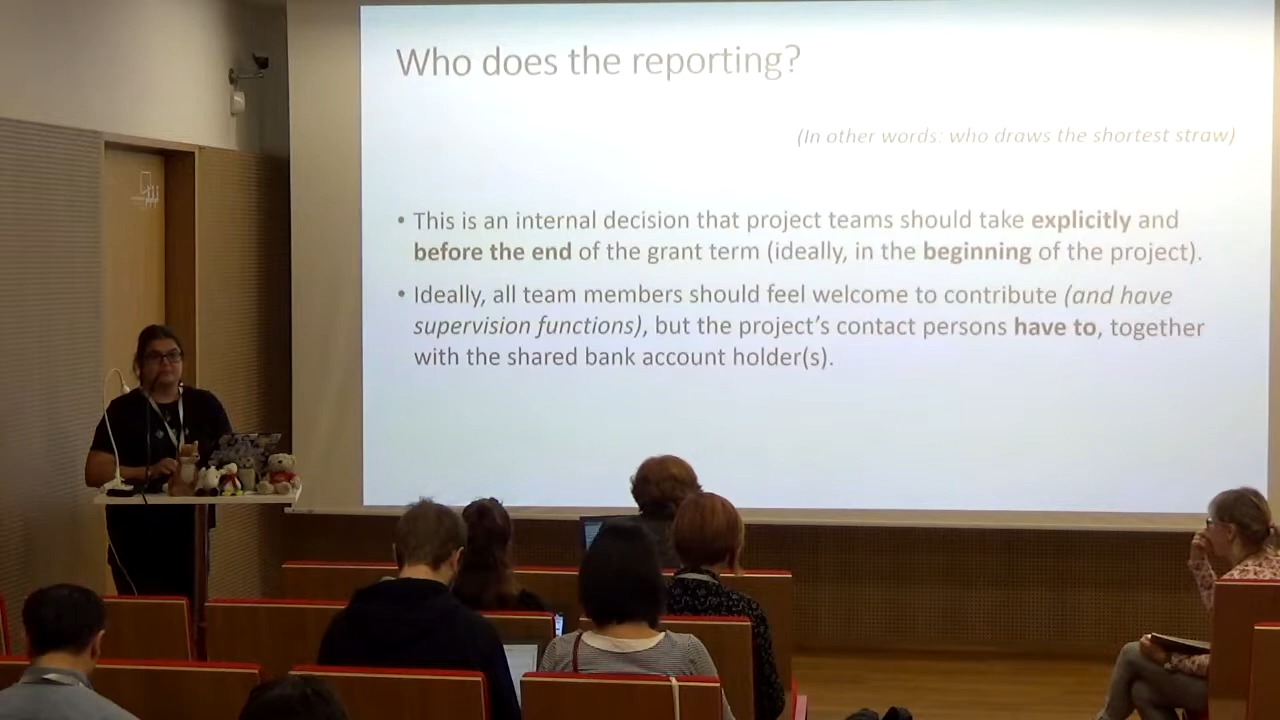 Who does the reporting?
(In other words: who draws the shortest straw)
• This is an internal decision that project teams should take explicitly and
before the end of the grant term (ideally, in the beginning of the project).
• Ideally, all team members should feel welcome to contribute (and have
supervision functions), but the project's contact persons have to, together
with the shared bank account holder(s).